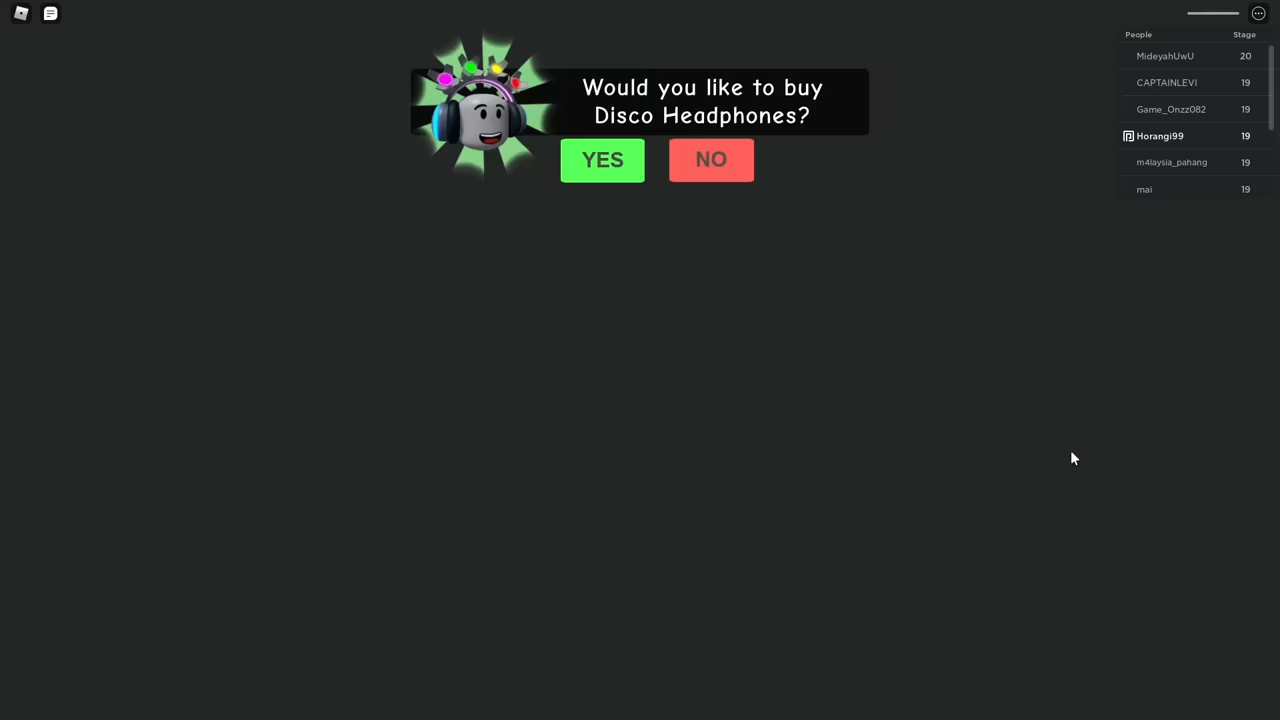 People Stage
MideyahUwU 20
CAPTAINLEVI 19
Game_Onzz082 19
Horangi99 19
m4laysia_pahang 19
mai 19
Would you like to buy
Disco Headphones?
YES NO